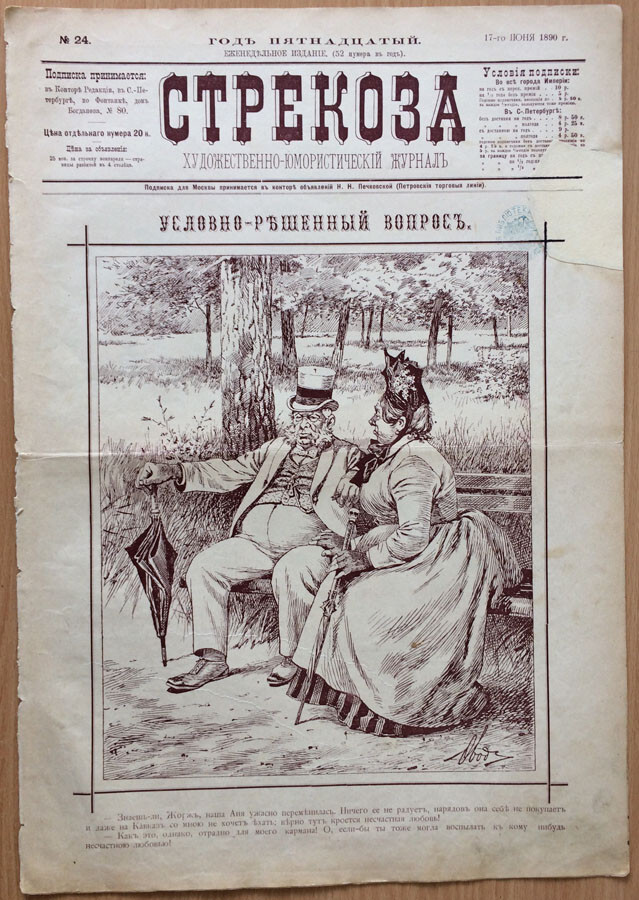 № 24.
ГОДЪ ПЯТНАДЦАТЫЙ.
17-го ІЮНЯ 1890 г.
ЕЖЕНЕДѢЛЬНОЕ ИЗДАНІЕ, (52 нумера въ годъ).
Подписка принимается:
въ Конторѣ Редакціи, въ С.-Пе-
тербургѣ, по Фонтанкѣ, домъ
Богданова, № 80.
Цѣна отдѣльнаго нумера 20 к.
Цѣна за объявленія:
СТРЕКОЗА
ХУДОЖЕСТВЕННО-ЮМОРИСТИЧЕСКІЙ ЖУРНАЛЪ
Условія подписки:
Во всѣ города Имперіи:
Въ С.-Петербургѣ:
Подписка для Москвы принимается въ конторѣ объявленій Н. Н. Печковской (Петровскія торговыя линіи).
УСЛОВНО-РѢШЕННЫЙ ВОПРОСЪ.
— Знаешь-ли, Жоржъ, наша Аня ужасно перемѣнилась. Ничего ее не радуетъ, нарядовъ она себѣ не покупаетъ
и даже на Кавказъ со мною не хочетъ ѣхать; вѣрно тутъ кроется несчастная любовь!
— Какъ это, однако, отрадно для моего кармана! О, если-бы ты тоже могла воспылать къ кому нибудь
несчастною любовью!